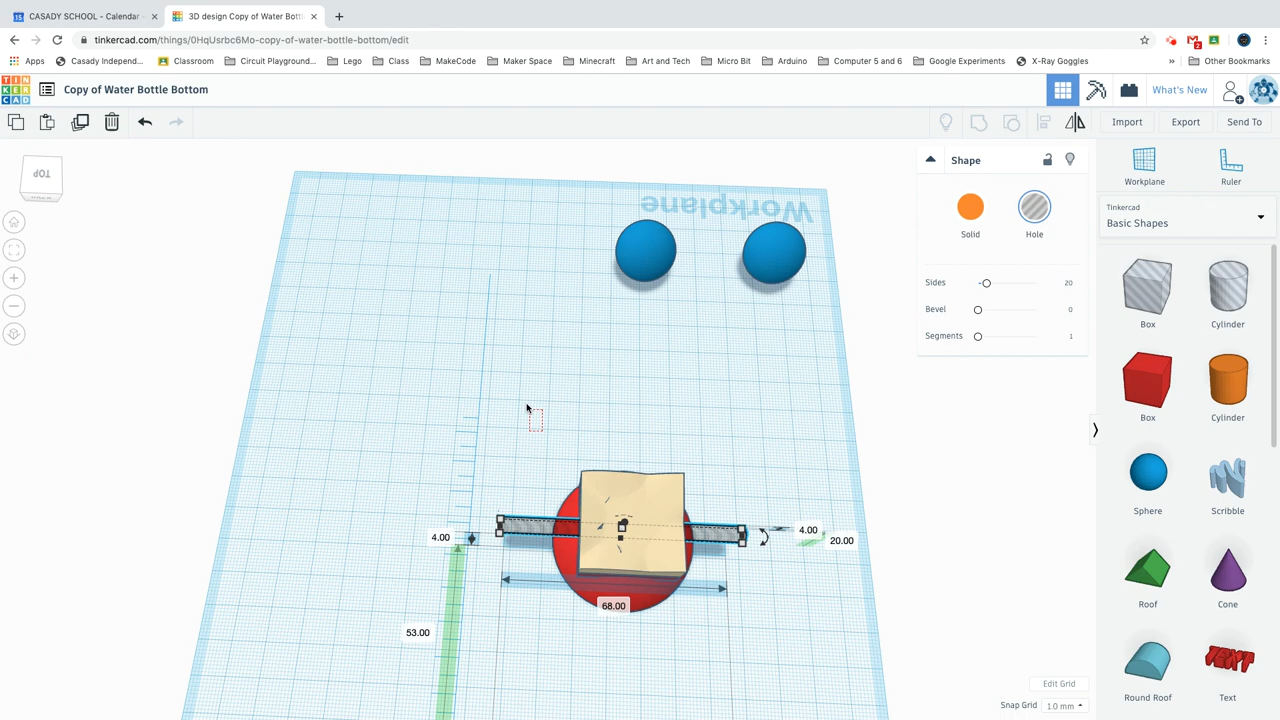 15 CASADY SCHOOL - Calendar - × 3D design Copy of Water Bottl × +
tinkercad.com/things/0HqUsrbc6Mo-copy-of-water-bottle-bottom/edit 2
Apps Casady Independ... Classroom Circuit Playground... Lego Class MakeCode Maker Space Minecraft Art and Tech Micro Bit Arduino Computer 5 and 6 Google Experiments X-Ray Goggles » Other Bookmarks
TIN
KER
CAD
Copy of Water Bottle Bottom What's New
Import Export Send To
TOP
Workplane
Shape
Solid Hole
Sides 20
Bevel 0
Segments 1
Workplane Ruler
Tinkercad
Basic Shapes
Box Cylinder
Box Cylinder
Sphere Scribble
Roof Cone
Round Roof Text
TEXT
4.00 4.00
20.00
68.00
53.00
Edit Grid
Snap Grid 1.0 mm